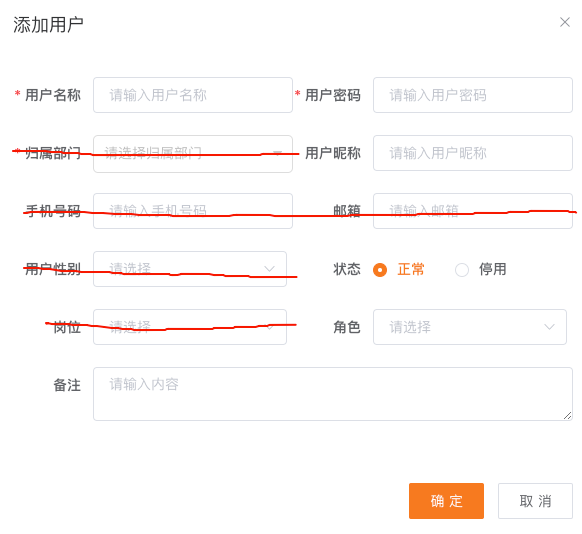 添加用户
* 用户名称 请输入用户名称 * 用户密码 请输入用户密码
* 归属部门 请选择归属部门 用户昵称 请输入用户昵称
手机号码 请输入手机号码 邮箱 请输入邮箱
用户性别 请选择 状态 正常 停用
岗位 请选择 角色 请选择
备注 请输入内容
确 定 取 消